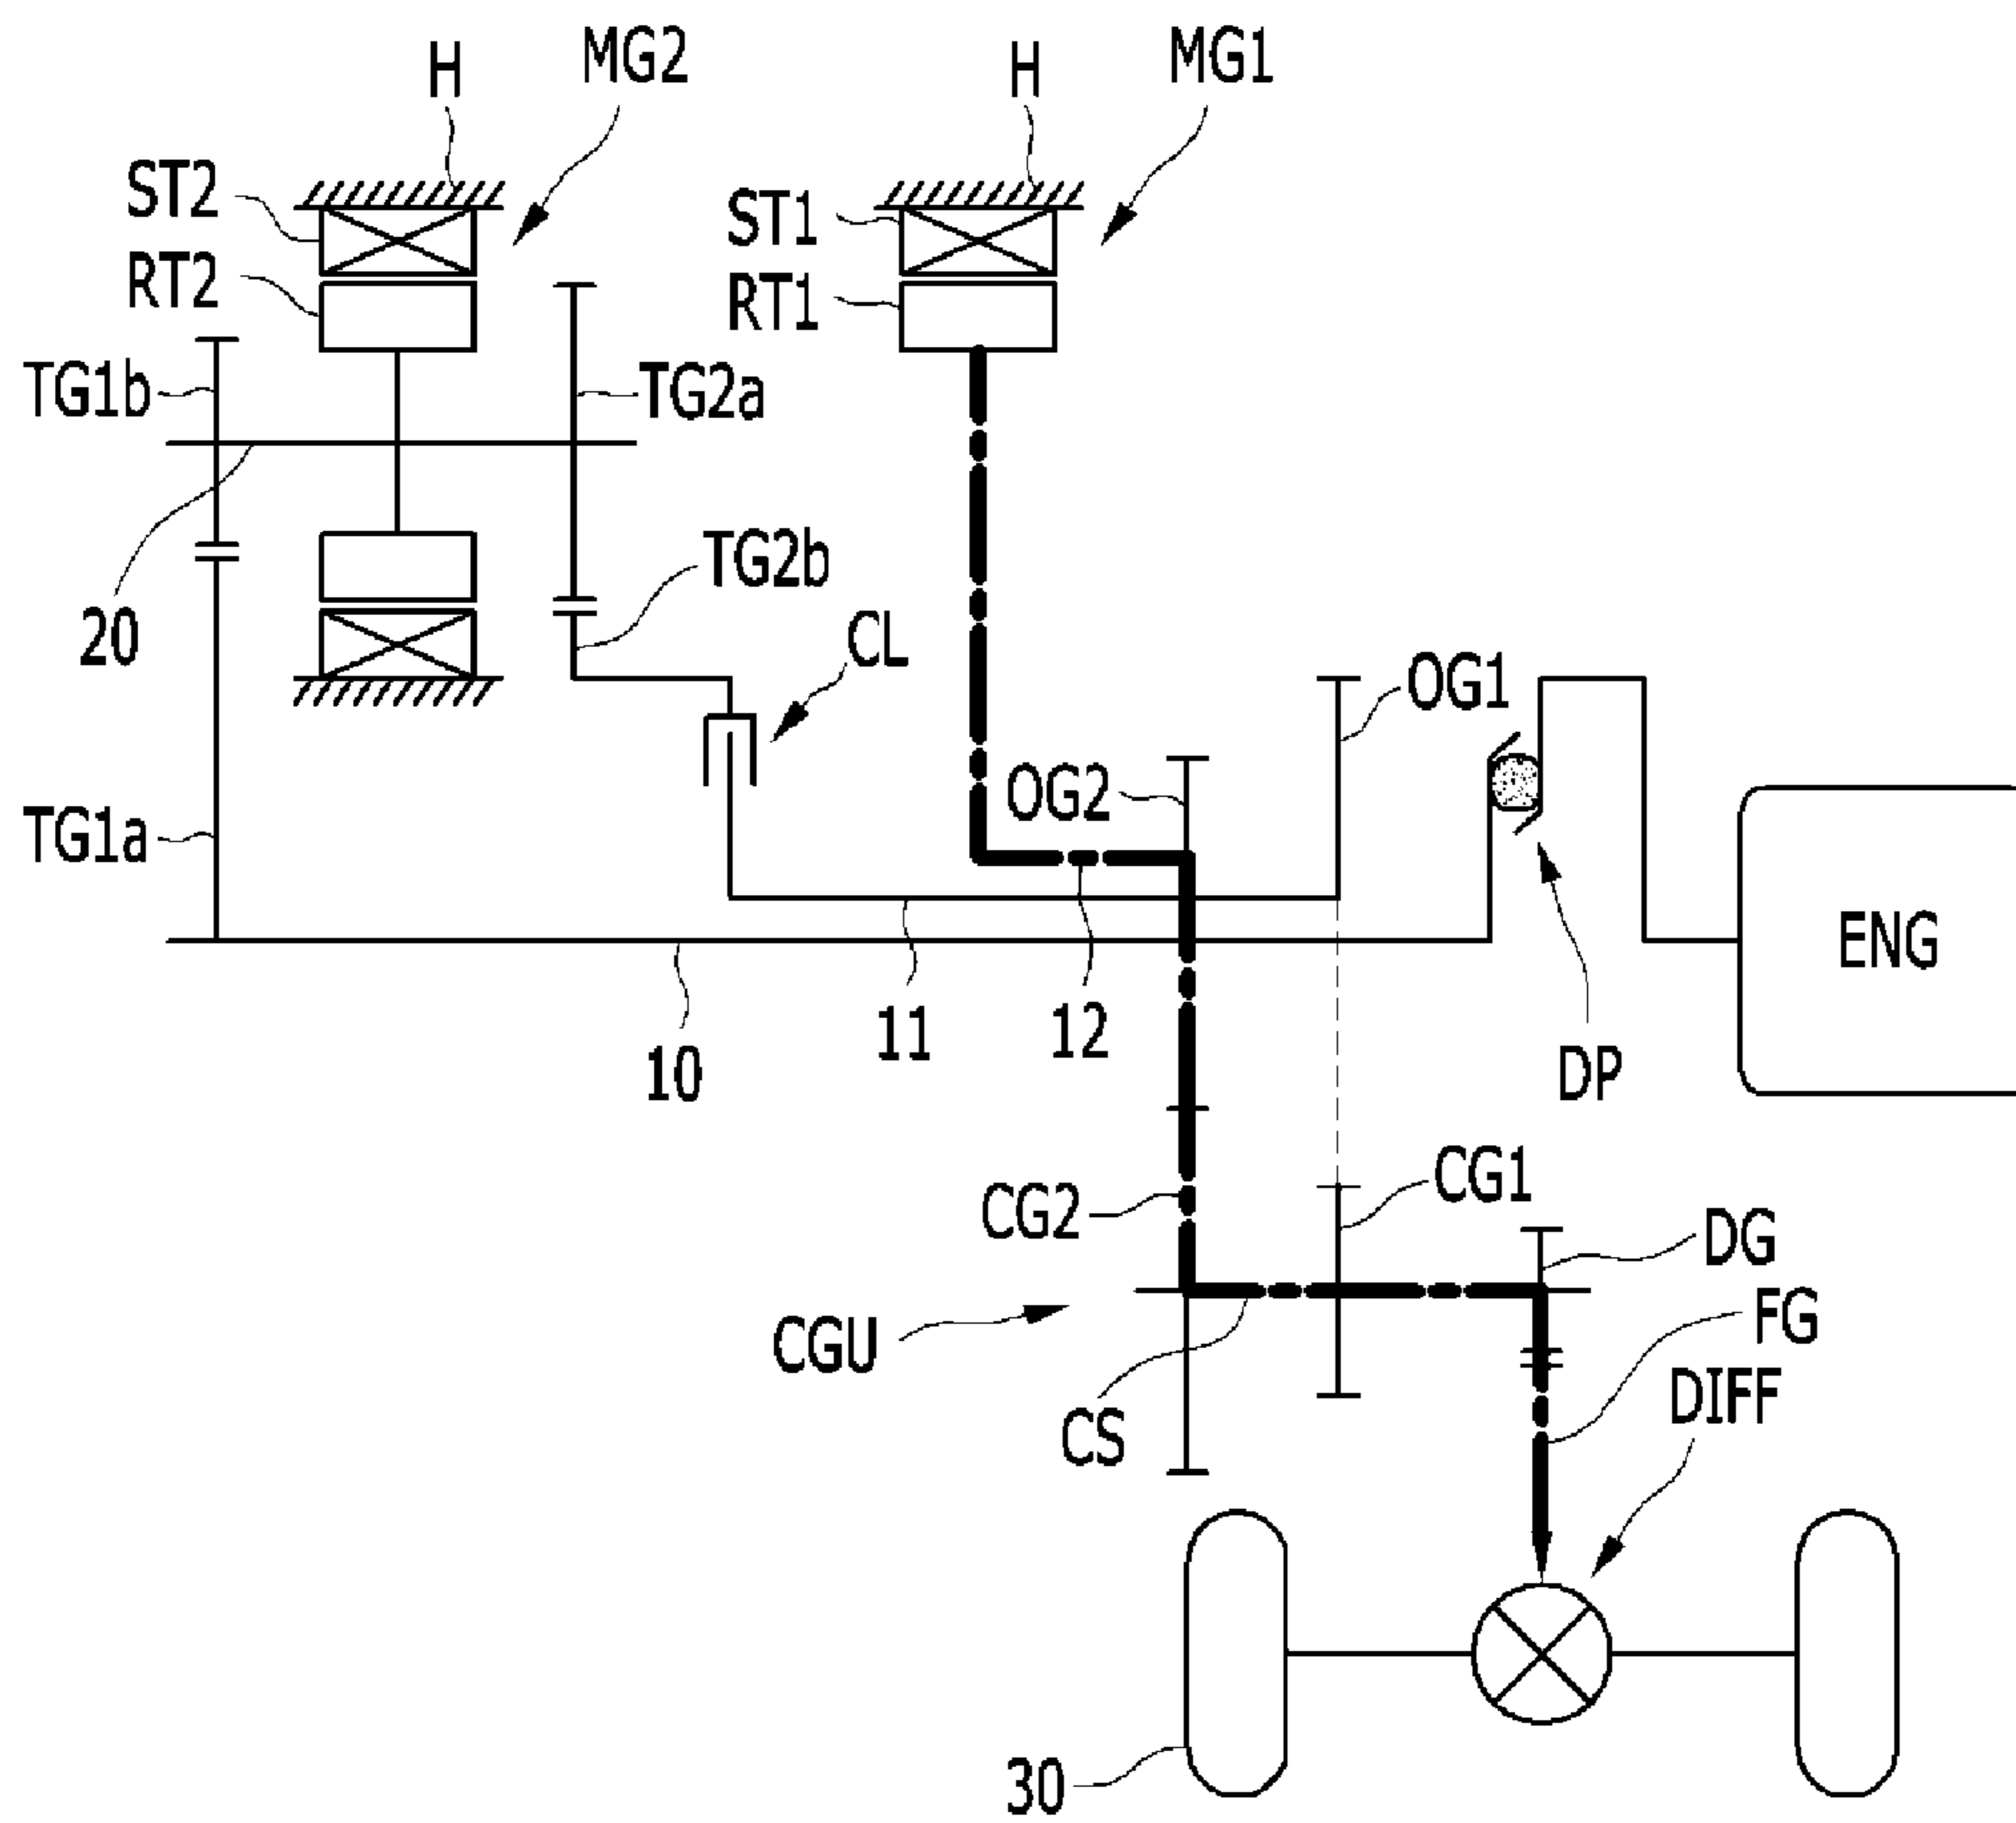 H
MG2
H
MG1
ST2
ST1
RT2
RT1
TG1b
TG2a
TG2b
20
CL
OG1
OG2
TG1a
ENG
11
12
10
DP
CG1
CG2
DG
FG
CGU
DIFF
CS
30